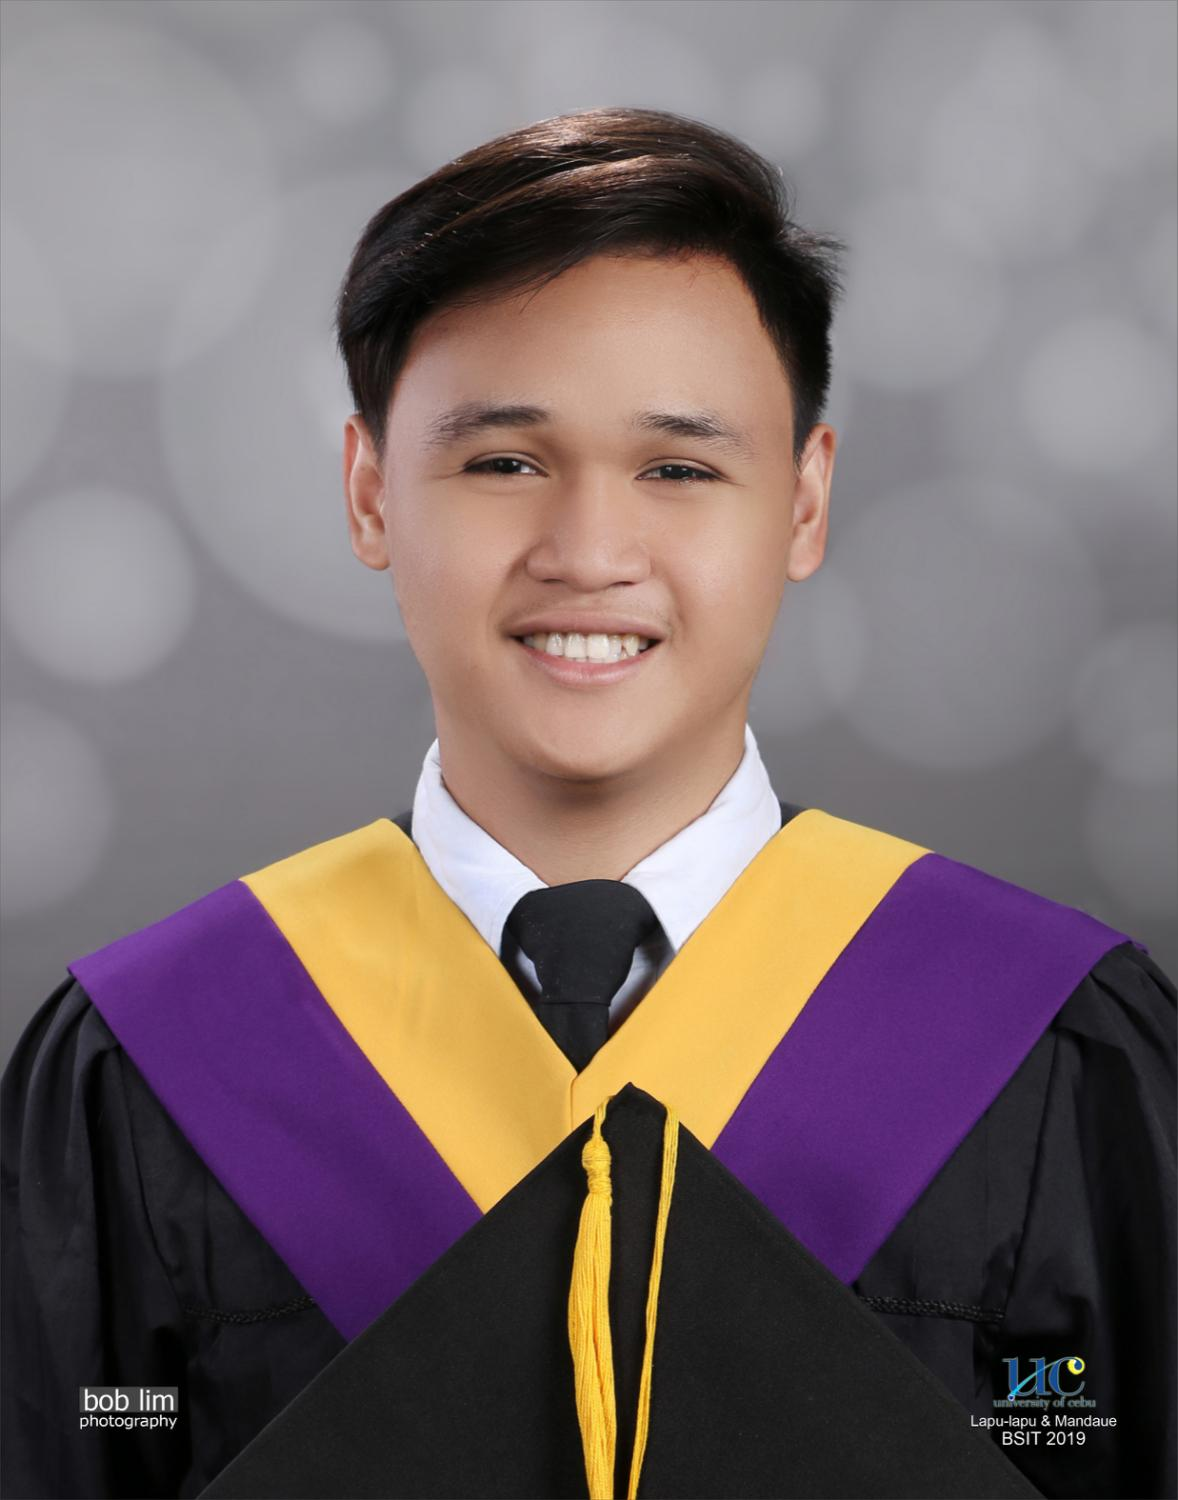 bob lim
photography
uc
university of cebu
Lapu-lapu & Mandaue
BSIT 2019